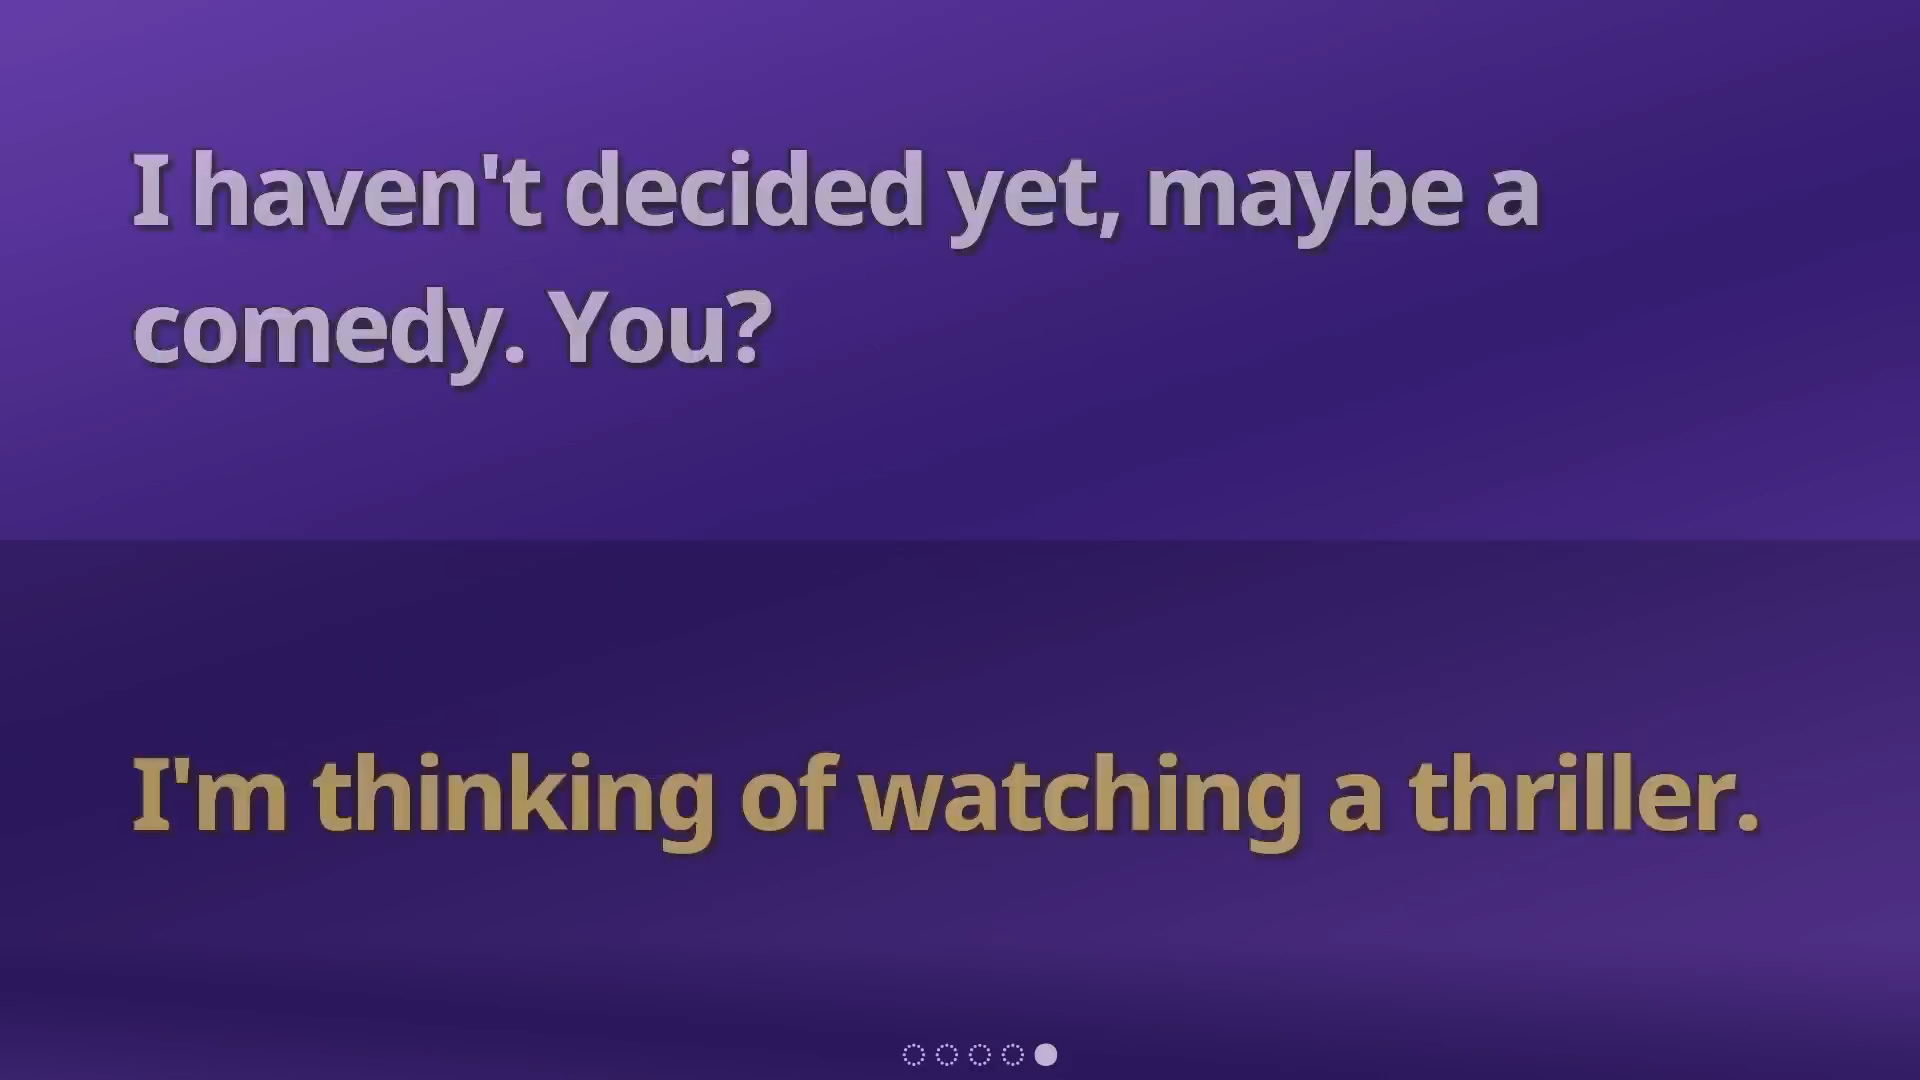 I haven't decided yet, maybe a
comedy. You?
I'm thinking of watching a thriller.